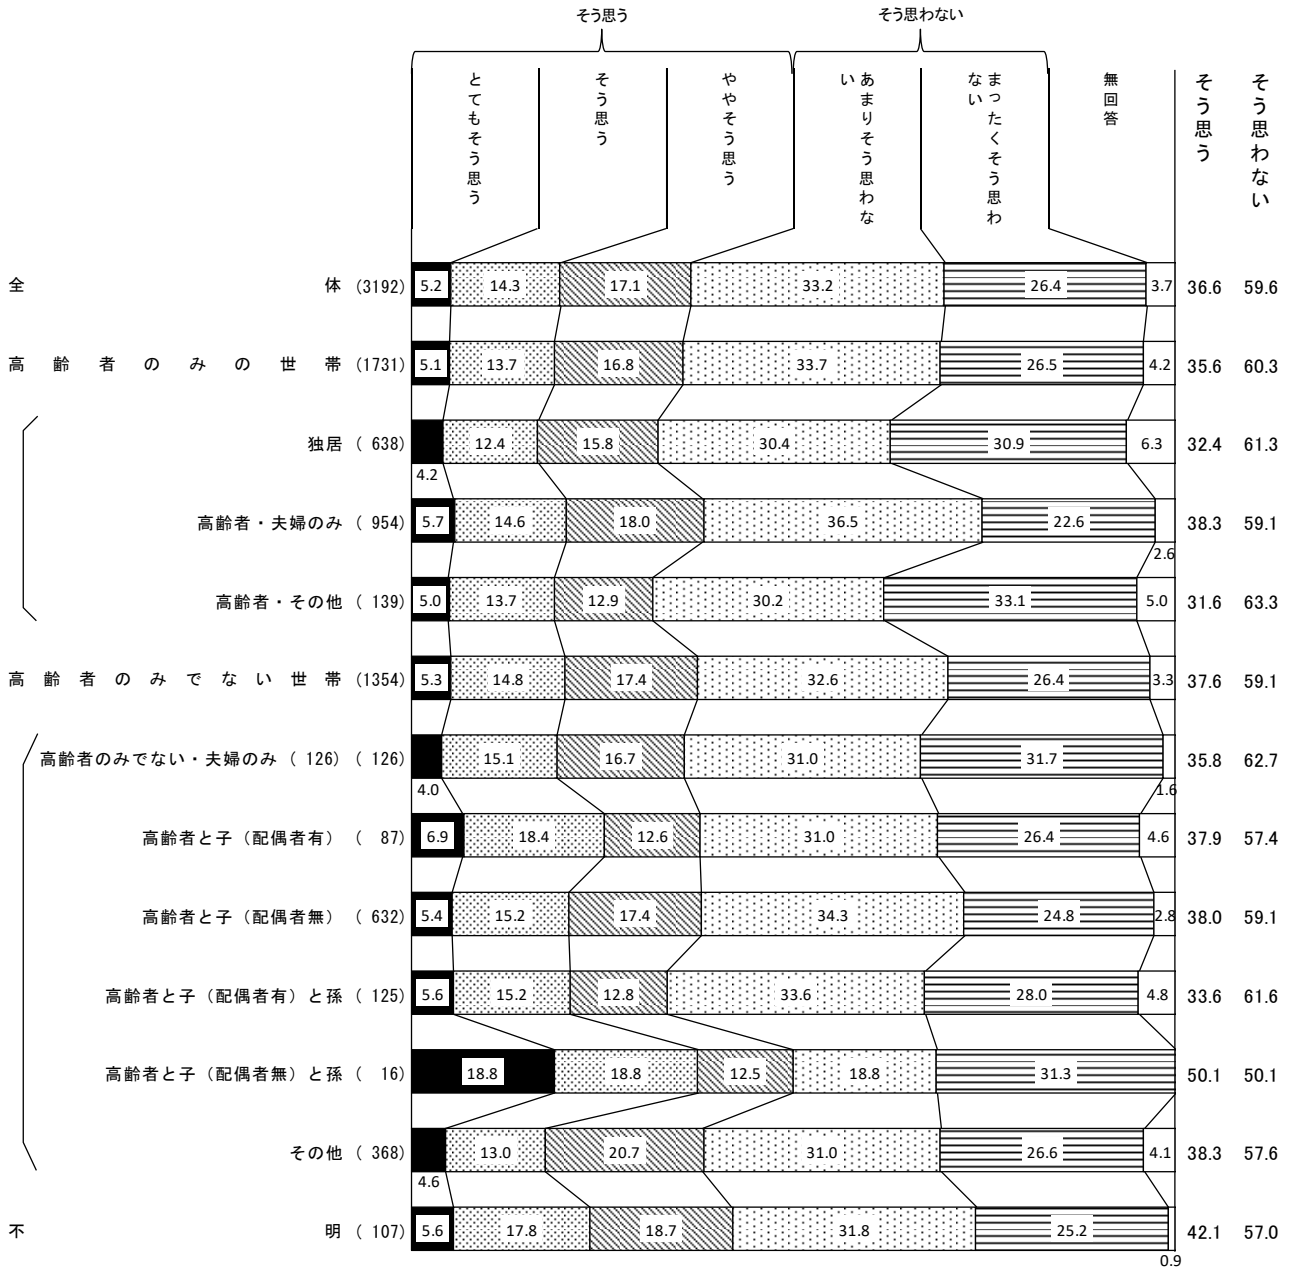 そう思う
そう思わない
とてもそう思う
そう思う
ややそう思う
あまりそう思わな
い
まったくそう思わ
ない
無回答
そう思う
そう思わない
全体 (3192) 5.2 14.3 17.1 33.2 26.4 3.7 36.6 59.6
高齢者のみの世帯 (1731) 5.1 13.7 16.8 33.7 26.5 4.2 35.6 60.3
独居 ( 638) 12.4 15.8 30.4 30.9 6.3 32.4 61.3
4.2
高齢者・夫婦のみ ( 954) 5.7 14.6 18.0 36.5 22.6 38.3 59.1
2.6
高齢者・その他 ( 139) 5.0 13.7 12.9 30.2 33.1 5.0 31.6 63.3
高齢者のみでない世帯 (1354) 5.3 14.8 17.4 32.6 26.4 3.3 37.6 59.1
高齢者のみでない・夫婦のみ ( 126) ( 126) 15.1 16.7 31.0 31.7 35.8 62.7
4.0 1.6
高齢者と子（配偶者有） ( 87) 6.9 18.4 12.6 31.0 26.4 4.6 37.9 57.4
高齢者と子（配偶者無） ( 632) 5.4 15.2 17.4 34.3 24.8 2.8 38.0 59.1
高齢者と子（配偶者有）と孫 ( 125) 5.6 15.2 12.8 33.6 28.0 4.8 33.6 61.6
高齢者と子（配偶者無）と孫 ( 16) 18.8 18.8 12.5 18.8 31.3 50.1 50.1
その他 ( 368) 13.0 20.7 31.0 26.6 4.1 38.3 57.6
4.6
不明 ( 107) 5.6 17.8 18.7 31.8 25.2 42.1 57.0
0.9